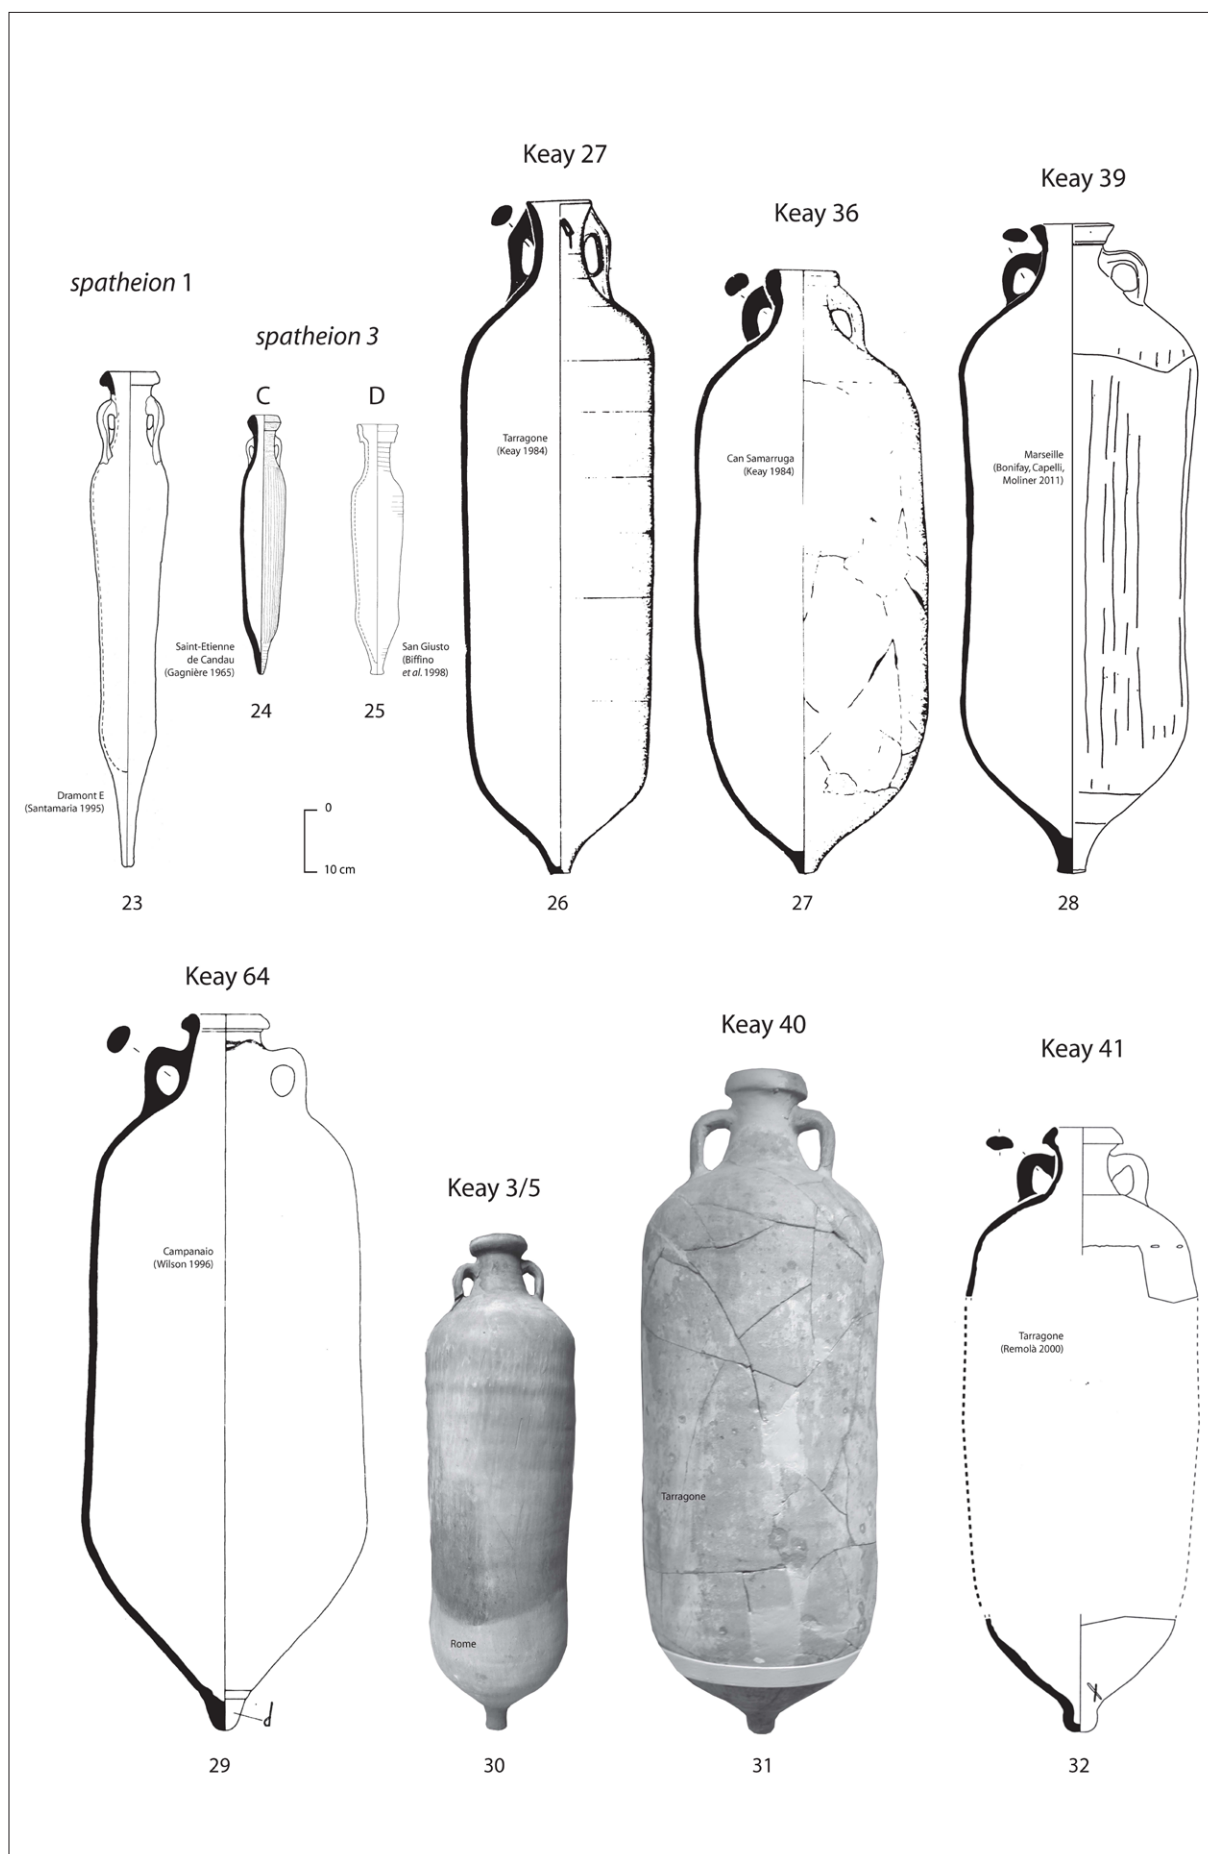 Keay 27
Keay 39
Keay 36
spatheion 1
spatheion 3
C
D
Tarragone
(Keay 1984)
Can Samarruga
(Keay 1984)
Marseille
(Bonifay, Capelli,
Moliner 2011)
Saint-Etienne
de Candau
(Gagnière 1965)
San Giusto
(Biffino
et al. 1998)
24
25
Dramont E
(Santamaria 1995)
0
10 cm
23
26
27
28
Keay 64
Keay 40
Keay 41
Keay 3/5
Campanaio
(Wilson 1996)
Tarragone
(Remolà 2000)
Tarragone
Rome
d
29
30
31
32